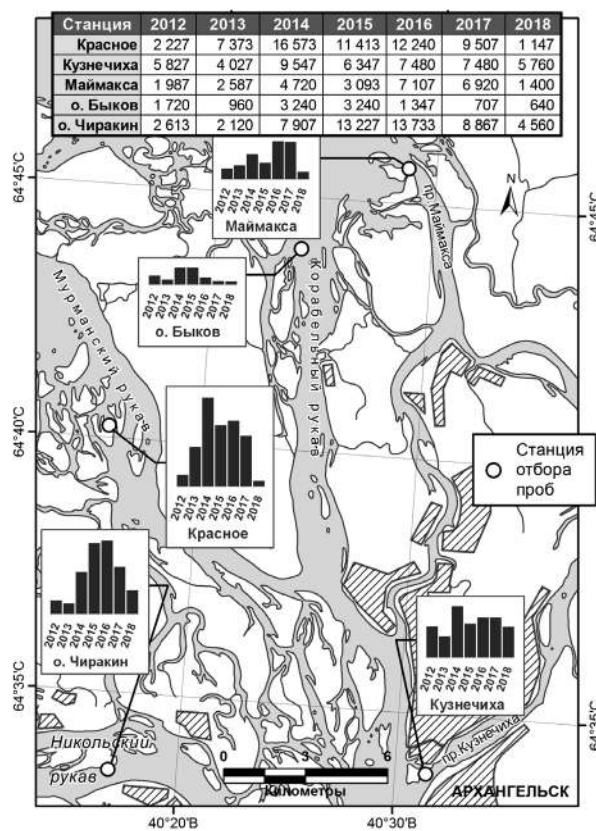 Станция 2012 2013 2014 2015 2016 2017 2018
Красное 2 227 7 373 16 573 11 413 12 240 9 507 1 147
Кузнечиха 5 827 4 027 9 547 6 347 7 480 7 480 5 760
Маймакса 1 987 2 587 4 720 3 093 7 107 6 920 1 400
о. Быков 1 720 960 3 240 3 240 1 347 707 640
о. Чиракин 2 613 2 120 7 907 13 227 13 733 8 867 4 560
64°45'С
2012 2013 2014 2015 2016 2017 2018
Маймакса
пр. Маймакса
N
64°45'С
Мурманский рукав
2012 2013 2014 2015 2016 2017 2018
о. Быков
Корабельный рукав
64°40'С
2012 2013 2014 2015 2016 2017 2018
Красное
64°40'С
Станция
отбора
проб
2012 2013 2014 2015 2016 2017 2018
о. Чиракин
2012 2013 2014 2015 2016 2017 2018
Кузнечиха
64°35'С
64°35'С
Никольский
рукав
0 3 6
Километры
пр.Кузнечиха
АРХАНГЕЛЬСК
40°20'В 40°30'В